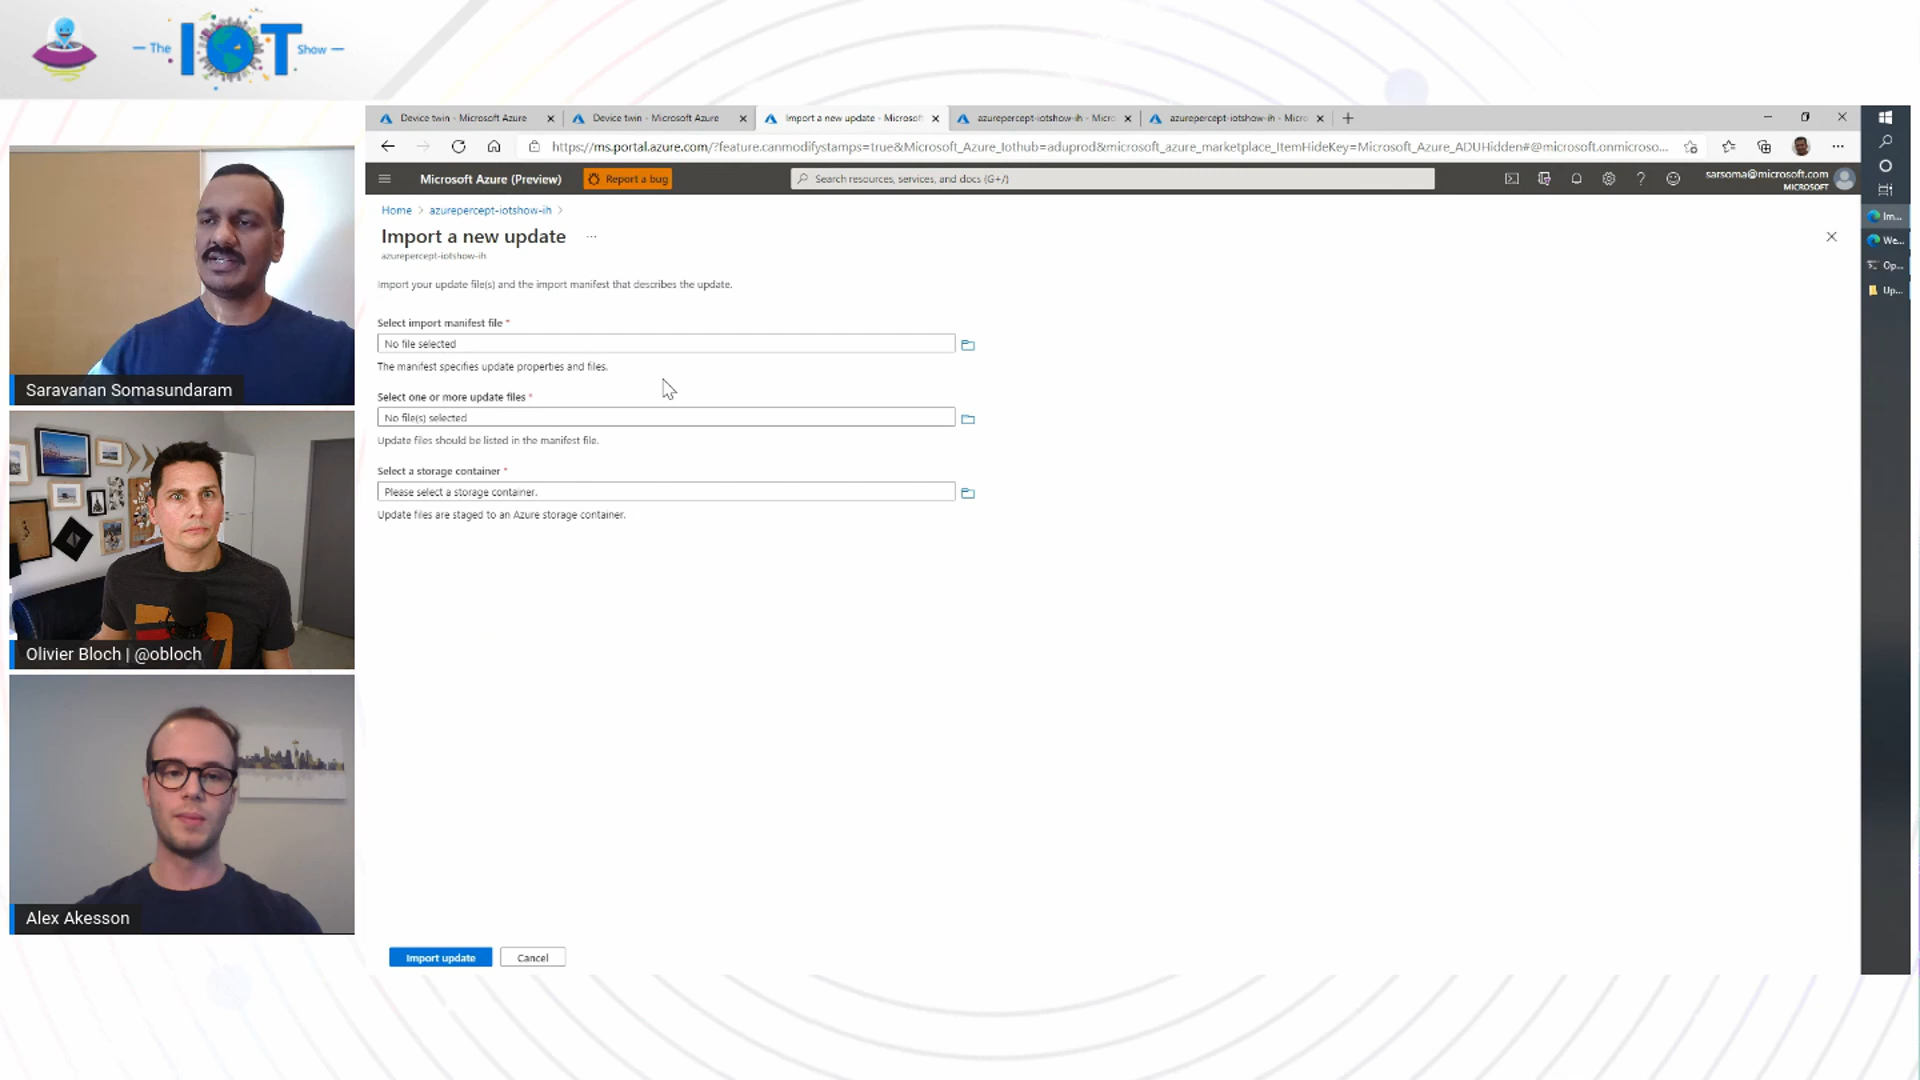 The IOT Show
Saravanan Somasundaram
Olivier Bloch | @obloch
Alex Akesson
Device twin - Microsoft Azure
Device twin - Microsoft Azure
Import a new update - Microsof
azurepercept-iotshow-ih - Micro
azurepercept-iotshow-ih - Micro
https://ms.portal.azure.com/?feature.canmodifystamps=true&Microsoft_Azure_Iothub=aduprod&microsoft_azure_marketplace_ItemHideKey=Microsoft_Azure_ADUHidden#@microsoft.onmicroso...
Microsoft Azure (Preview)
Report a bug
Search resources, services, and docs (G+/)
sarsoma@microsoft.com
MICROSOFT
Home > azurepercept-iotshow-ih >
Import a new update ...
azurepercept-iotshow-ih
Import your update file(s) and the import manifest that describes the update.
Select import manifest file *
No file selected
The manifest specifies update properties and files.
Select one or more update files *
No file(s) selected
Update files should be listed in the manifest file.
Select a storage container *
Please select a storage container.
Update files are staged to an Azure storage container.
Import update
Cancel
Im...
We...
Op...
Up...